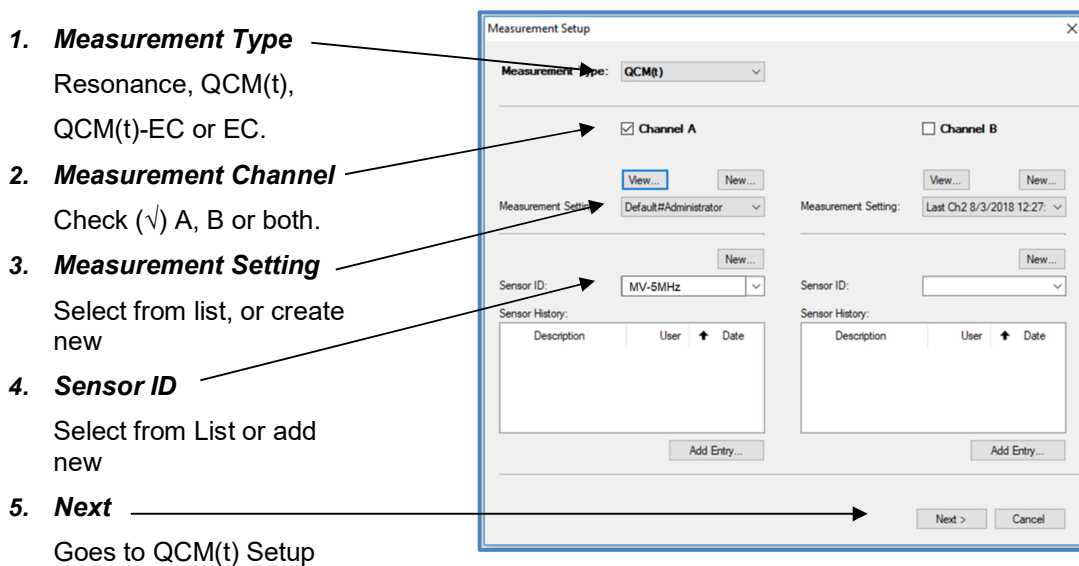 1. Measurement Type
Resonance, QCM(t),
QCM(t)-EC or EC.
2. Measurement Channel
Check (√) A, B or both.
3. Measurement Setting
Select from list, or create
new
4. Sensor ID
Select from List or add
new
5. Next
Goes to QCM(t) Setup
Measurement Setup
Measurement Type: QCM(t)
Channel A
Channel B
View... New...
View... New...
Measurement Setting: Default#Administrator
Measurement Setting: Last Ch2 8/3/2018 12:27:
New...
New...
Sensor ID: MV-5MHz
Sensor ID:
Sensor History:
Sensor History:
Description User Date
Description User Date
Add Entry...
Add Entry...
Next > Cancel